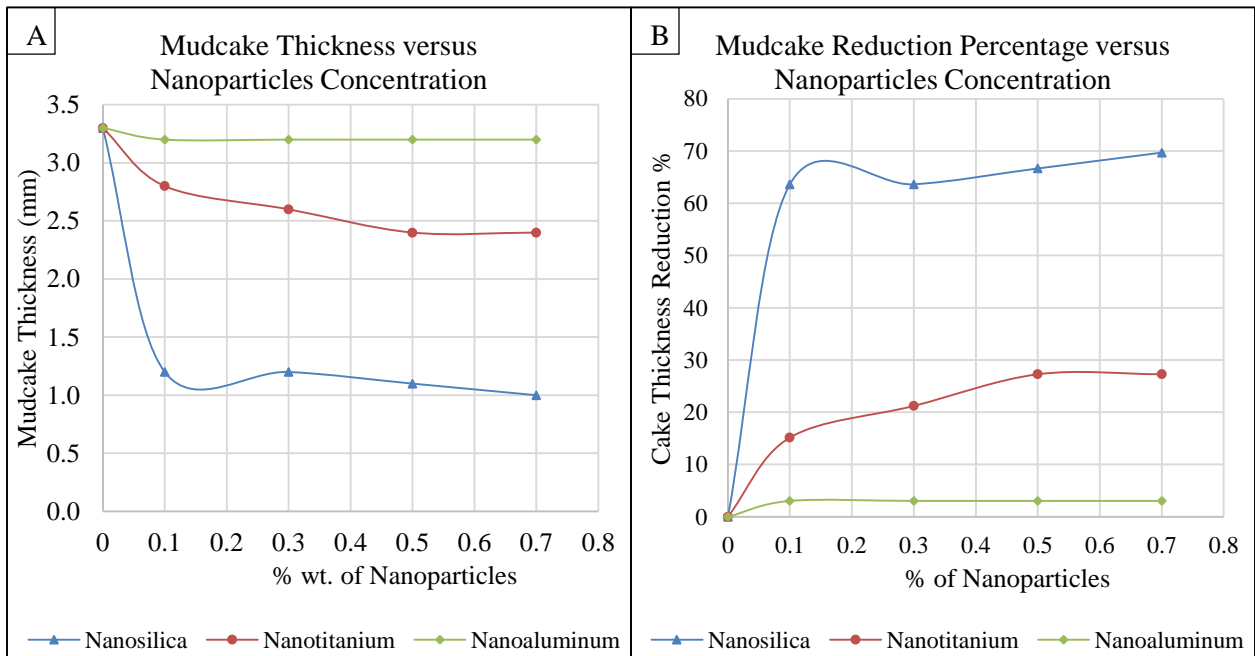 A
Mudcake Thickness versus
Nanoparticles Concentration
Mudcake Thickness (mm)
3.5
3.0
2.5
2.0
1.5
1.0
0.5
0.0
0 0.1 0.2 0.3 0.4 0.5 0.6 0.7 0.8
% wt. of Nanoparticles
Nanosilica Nanotitanium Nanoaluminum
B
Mudcake Reduction Percentage versus
Nanoparticles Concentration
Cake Thickness Reduction %
80
70
60
50
40
30
20
10
0
0 0.1 0.2 0.3 0.4 0.5 0.6 0.7 0.8
% of Nanoparticles
Nanosilica Nanotitanium Nanoaluminum